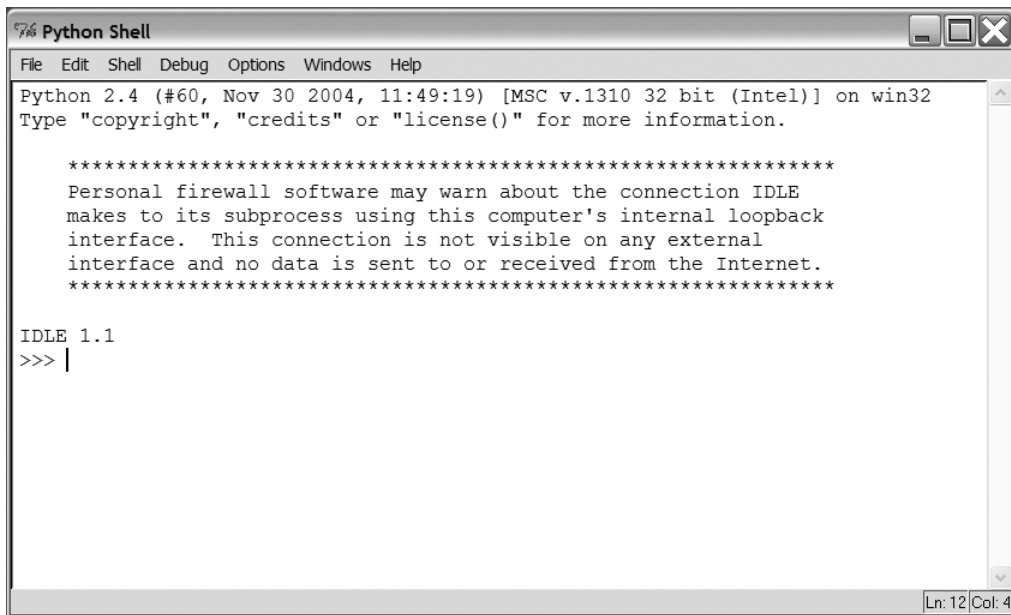 Python Shell
File Edit Shell Debug Options Windows Help
Python 2.4 (#60, Nov 30 2004, 11:49:19) [MSC v.1310 32 bit (Intel)] on win32
Type "copyright", "credits" or "license()" for more information.
****************************************************************
Personal firewall software may warn about the connection IDLE
makes to its subprocess using this computer's internal loopback
interface.  This connection is not visible on any external
interface and no data is sent to or received from the Internet.
****************************************************************
IDLE 1.1
>>>
Ln: 12 Col: 4